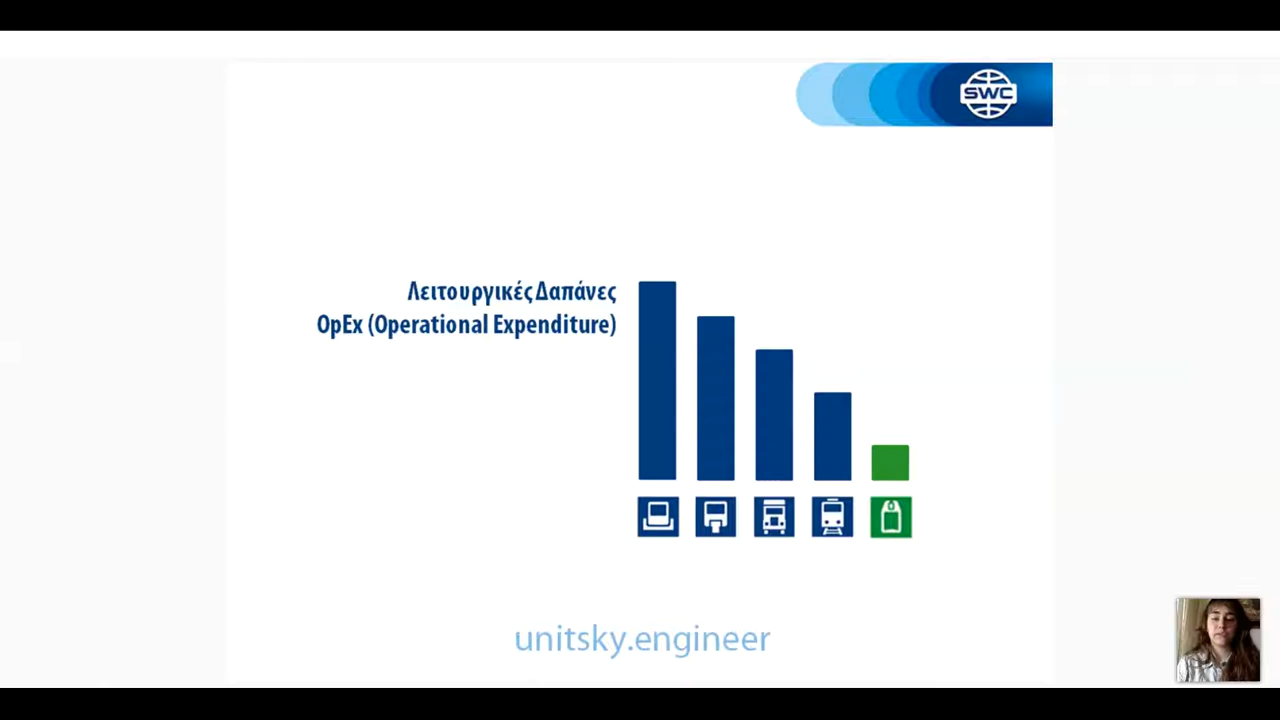 SWC
Λειτουργικές Δαπάνες
OpEx (Operational Expenditure)
unitsky.engineer